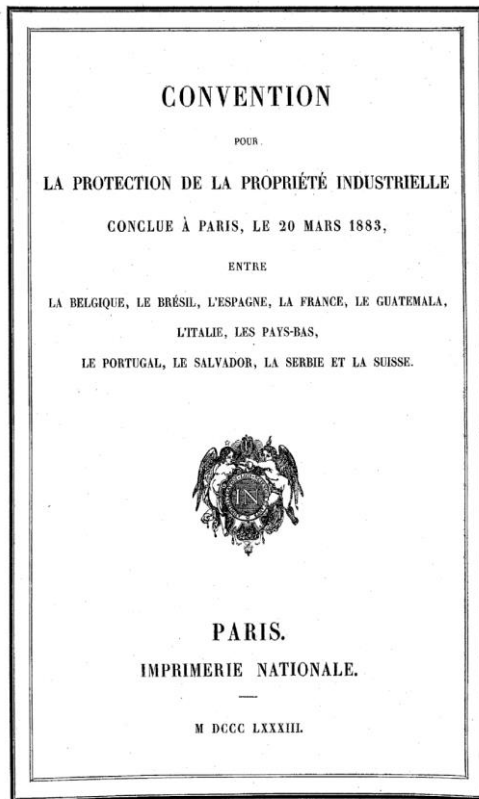 CONVENTION
POUR
LA PROTECTION DE LA PROPRIÉTÉ INDUSTRIELLE
CONCLUE À PARIS, LE 20 MARS 1883,
ENTRE
LA BELGIQUE, LE BRÉSIL, L'ESPAGNE, LA FRANCE, LE GUATEMALA,
L'ITALIE, LES PAYS-BAS,
LE PORTUGAL, LE SALVADOR, LA SERBIE ET LA SUISSE.
IN
PARIS.
IMPRIMERIE NATIONALE.
M DCCC LXXXIII.